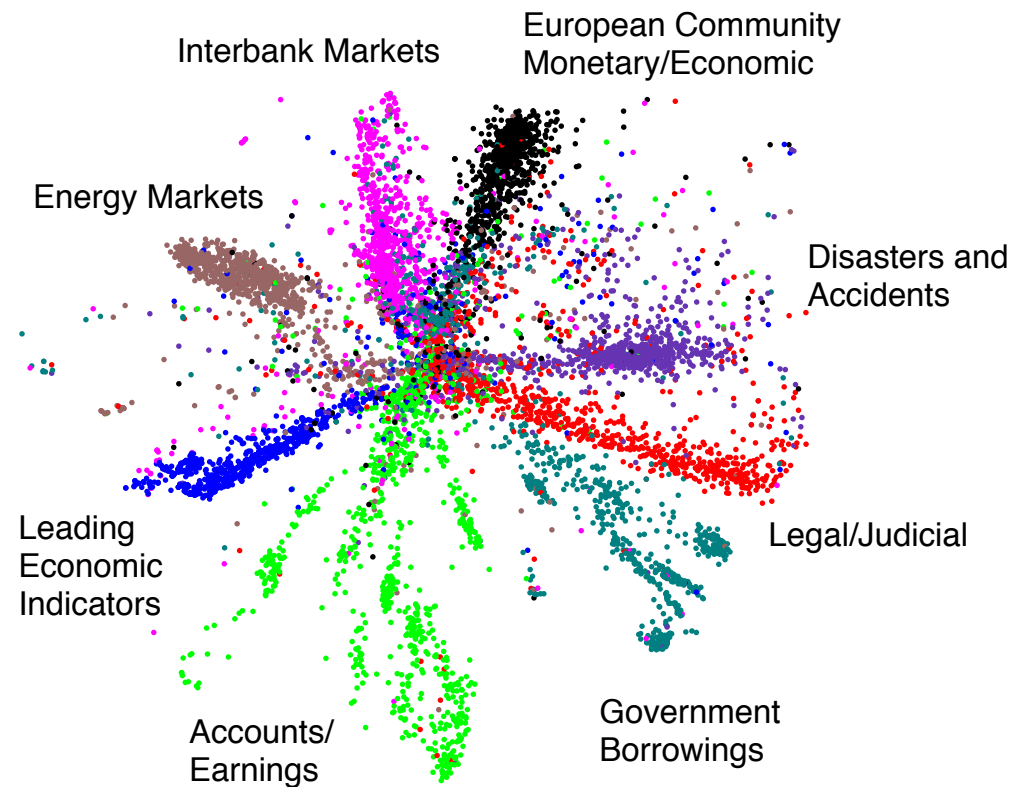 European Community
Monetary/Economic
Interbank Markets
Energy Markets
Disasters and
Accidents
Leading
Economic
Indicators
Legal/Judicial
Accounts/
Earnings
Government
Borrowings